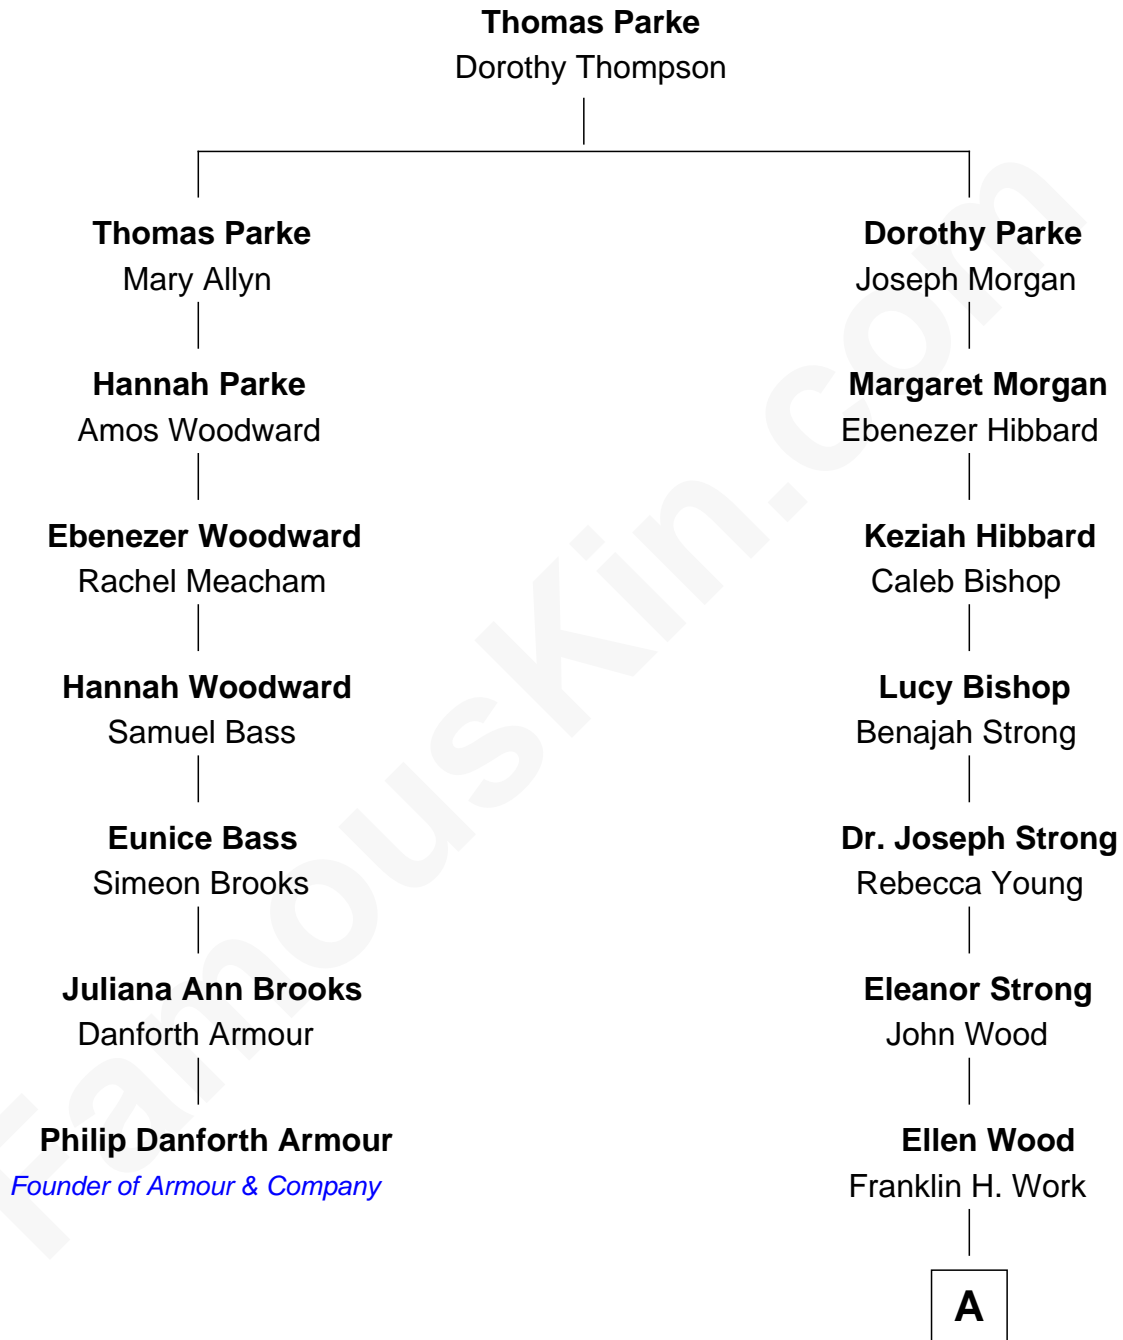 Thomas Parke
Dorothy Thompson
Thomas Parke
Mary Allyn
Dorothy Parke
Joseph Morgan
Hannah Parke
Amos Woodward
Margaret Morgan
Ebenezer Hibbard
Ebenezer Woodward
Rachel Meacham
Keziah Hibbard
Caleb Bishop
Hannah Woodward
Samuel Bass
Lucy Bishop
Benajah Strong
Eunice Bass
Simeon Brooks
Dr. Joseph Strong
Rebecca Young
Juliana Ann Brooks
Danforth Armour
Eleanor Strong
John Wood
Philip Danforth Armour
Founder of Armour & Company
Ellen Wood
Franklin H. Work
A
FamousKin.com